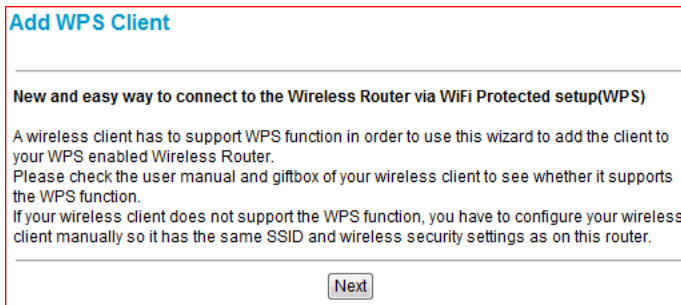 Add WPS Client
New and easy way to connect to the Wireless Router via WiFi Protected setup(WPS)
A wireless client has to support WPS function in order to use this wizard to add the client to
your WPS enabled Wireless Router.
Please check the user manual and giftbox of your wireless client to see whether it supports
the WPS function.
If your wireless client does not support the WPS function, you have to configure your wireless
client manually so it has the same SSID and wireless security settings as on this router.
Next